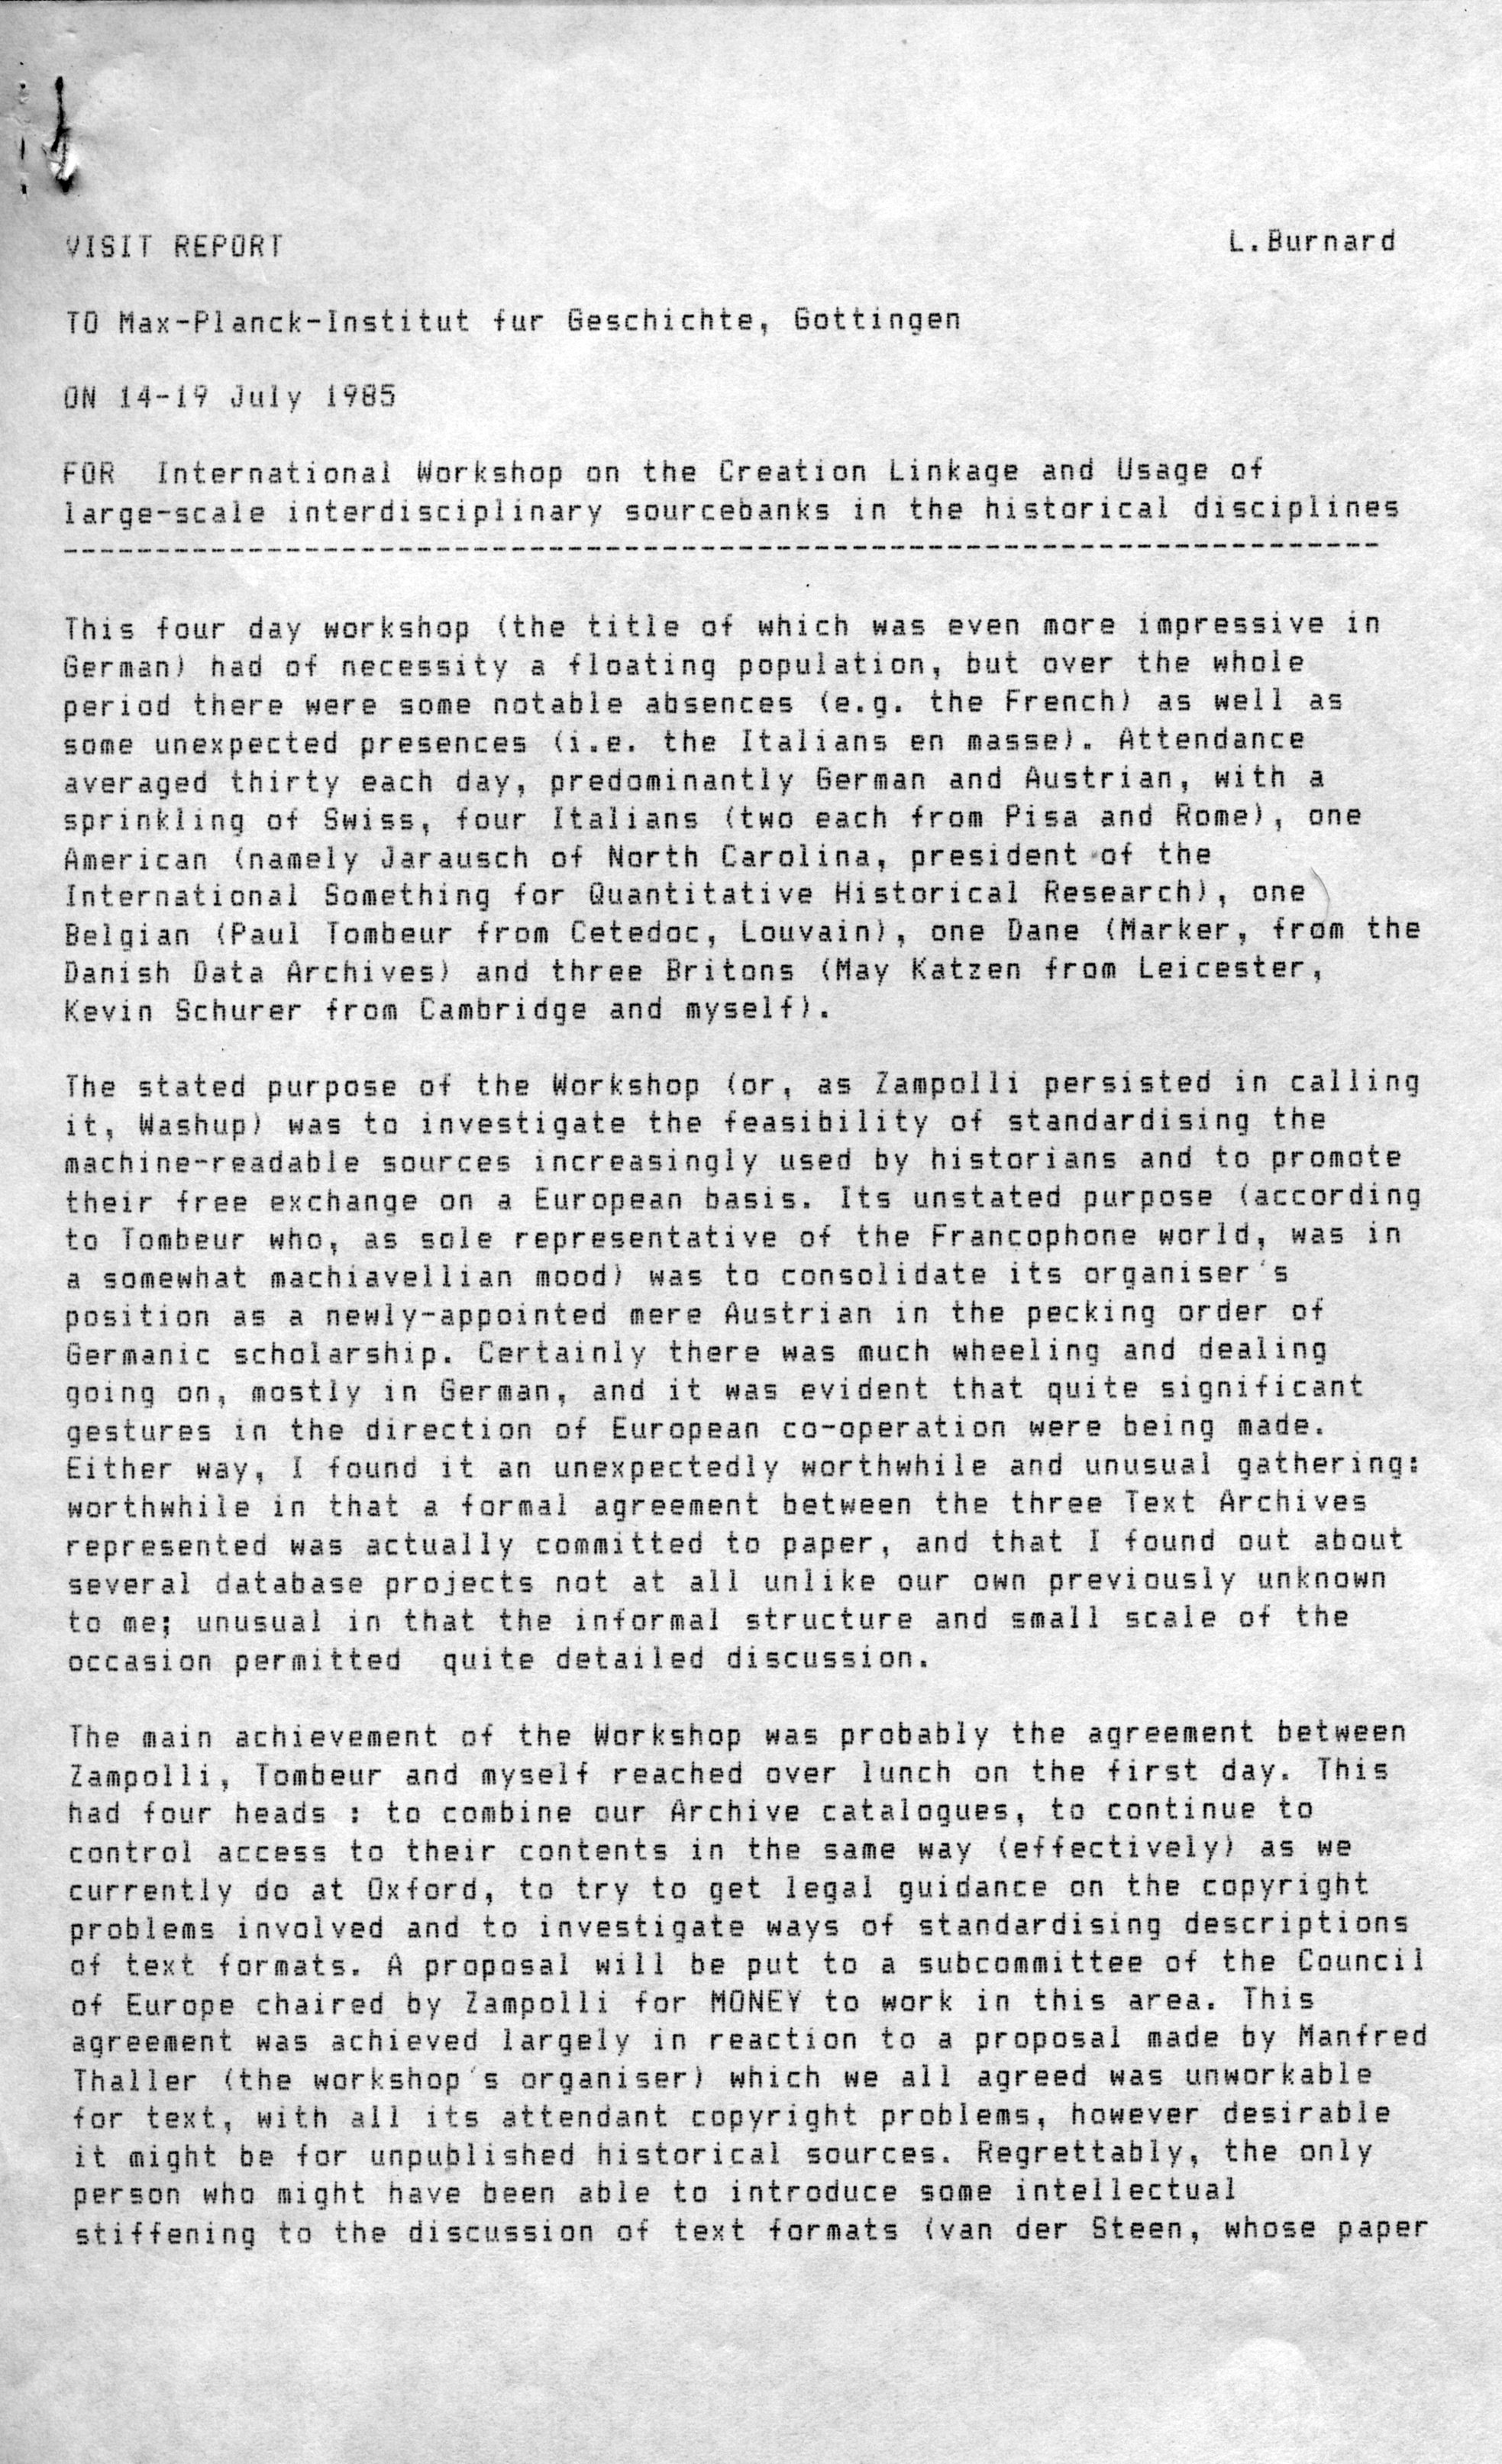 VISIT REPORT L.Burnard
TO Max-Planck-Institut fur Geschichte, Gottingen
ON 14-19 July 1985
FOR  International Workshop on the Creation Linkage and Usage of
large-scale interdisciplinary sourcebanks in the historical disciplines
-----------------------------------------------------------------------
This four day workshop (the title of which was even more impressive in
German) had of necessity a floating population, but over the whole
period there were some notable absences (e.g. the French) as well as
some unexpected presences (i.e. the Italians en masse). Attendance
averaged thirty each day, predominantly German and Austrian, with a
sprinkling of Swiss, four Italians (two each from Pisa and Rome), one
American (namely Jarausch of North Carolina, president of the
International Something for Quantitative Historical Research), one
Belgian (Paul Tombeur from Cetedoc, Louvain), one Dane (Marker, from the
Danish Data Archives) and three Britons (May Katzen from Leicester,
Kevin Schurer from Cambridge and myself).
The stated purpose of the Workshop (or, as Zampolli persisted in calling
it, Washup) was to investigate the feasibility of standardising the
machine-readable sources increasingly used by historians and to promote
their free exchange on a European basis. Its unstated purpose (according
to Tombeur who, as sole representative of the Francophone world, was in
a somewhat machiavellian mood) was to consolidate its organiser's
position as a newly-appointed mere Austrian in the pecking order of
Germanic scholarship. Certainly there was much wheeling and dealing
going on, mostly in German, and it was evident that quite significant
gestures in the direction of European co-operation were being made.
Either way, I found it an unexpectedly worthwhile and unusual gathering:
worthwhile in that a formal agreement between the three Text Archives
represented was actually committed to paper, and that I found out about
several database projects not at all unlike our own previously unknown
to me; unusual in that the informal structure and small scale of the
occasion permitted  quite detailed discussion.
The main achievement of the Workshop was probably the agreement between
Zampolli, Tombeur and myself reached over lunch on the first day. This
had four heads : to combine our Archive catalogues, to continue to
control access to their contents in the same way (effectively) as we
currently do at Oxford, to try to get legal guidance on the copyright
problems involved and to investigate ways of standardising descriptions
of text formats. A proposal will be put to a subcommittee of the Council
of Europe chaired by Zampolli for MONEY to work in this area. This
agreement was achieved largely in reaction to a proposal made by Manfred
Thaller (the workshop's organiser) which we all agreed was unworkable
for text, with all its attendant copyright problems, however desirable
it might be for unpublished historical sources. Regrettably, the only
person who might have been able to introduce some intellectual
stiffening to the discussion of text formats (van der Steen, whose paper